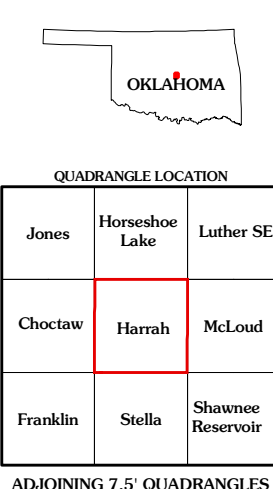 OKLAHOMA
QUADRANGLE LOCATION
Jones
Horseshoe
Lake
Luther SE
Choctaw
Harrah
McLoud
Franklin
Stella
Shawnee
Reservoir
ADJOINING 7.5' QUADRANGLES